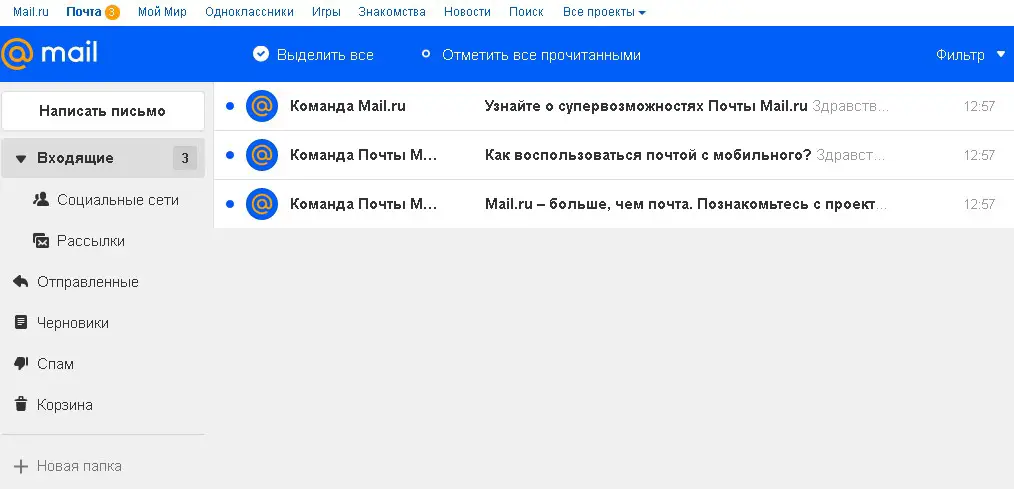 Mail.ru Почта 3 Мой Мир Одноклассники Игры Знакомства Новости Поиск Все проекты
@mail Выделить все Отметить все прочитанными Фильтр
Написать письмо
Команда Mail.ru Узнайте о супервозможностях Почты Mail.ru Здравств... 12:57
Входящие 3
Команда Почты М... Как воспользоваться почтой с мобильного? Здравст... 12:57
Социальные сети
Команда Почты М... Mail.ru – больше, чем почта. Познакомьтесь с проект... 12:57
Рассылки
Отправленные
Черновики
Спам
Корзина
Новая папка